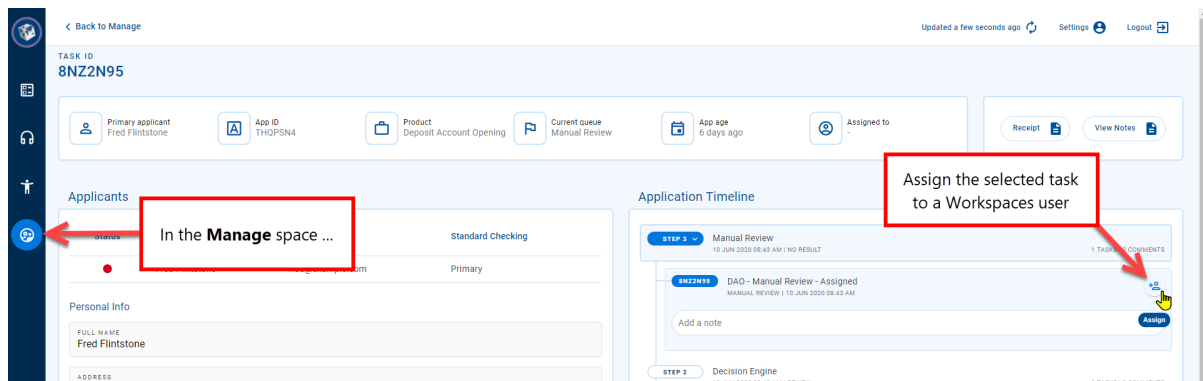 Back to Manage
Updated a few seconds ago
Settings
Logout
TASK ID
8NZ2N95
Primary applicant
Fred Flintstone
App ID
THQPSN4
Product
Deposit Account Opening
Current queue
Manual Review
App age
6 days ago
Assigned to
-
Receipt
View Notes
Assign the selected task
to a Workspaces user
Applicants
Application Timeline
In the Manage space ...
Status
Standard Checking
Primary
STEP 3
Manual Review
10 JUN 2020 08:43 AM | NO RESULT
1 TASKS
COMMENTS
8NZ2N95
DAO - Manual Review - Assigned
MANUAL REVIEW | 10 JUN 2020 08:43 AM
Add a note
Assign
Personal Info
FULL NAME
Fred Flintstone
ADDRESS
STEP 2
Decision Engine